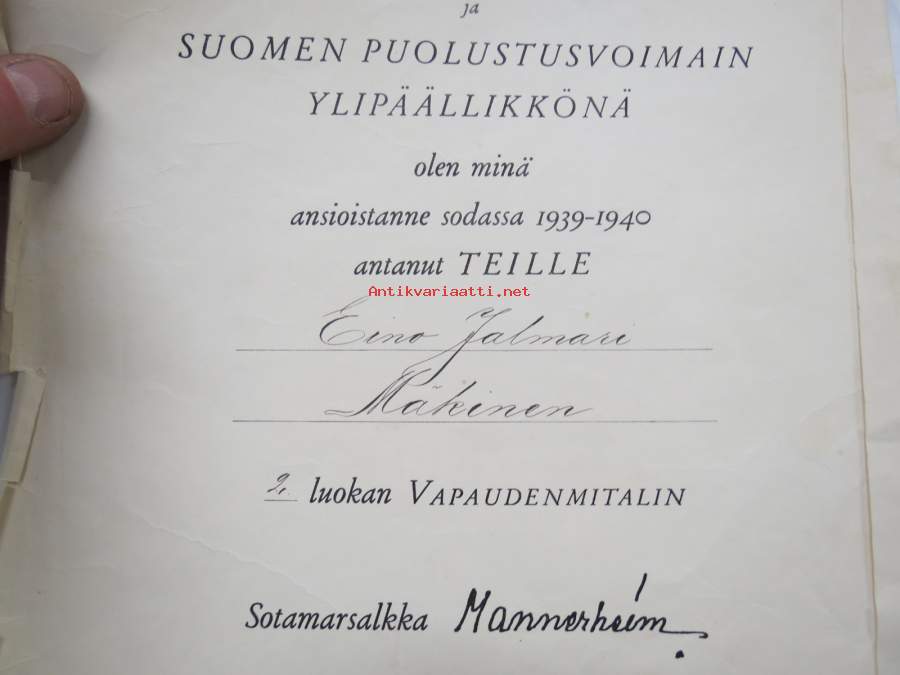 ja
SUOMEN PUOLUSTUSVOIMAIN
YLIPÄÄLLIKKÖNÄ
olen minä
ansioistanne sodassa 1939-1940
antanut TEILLE
Antikvariaatti.net
Eino Jalmari
Mäkinen
2. luokan VAPAUDENMITALIN
Sotamarsalkka Mannerheim